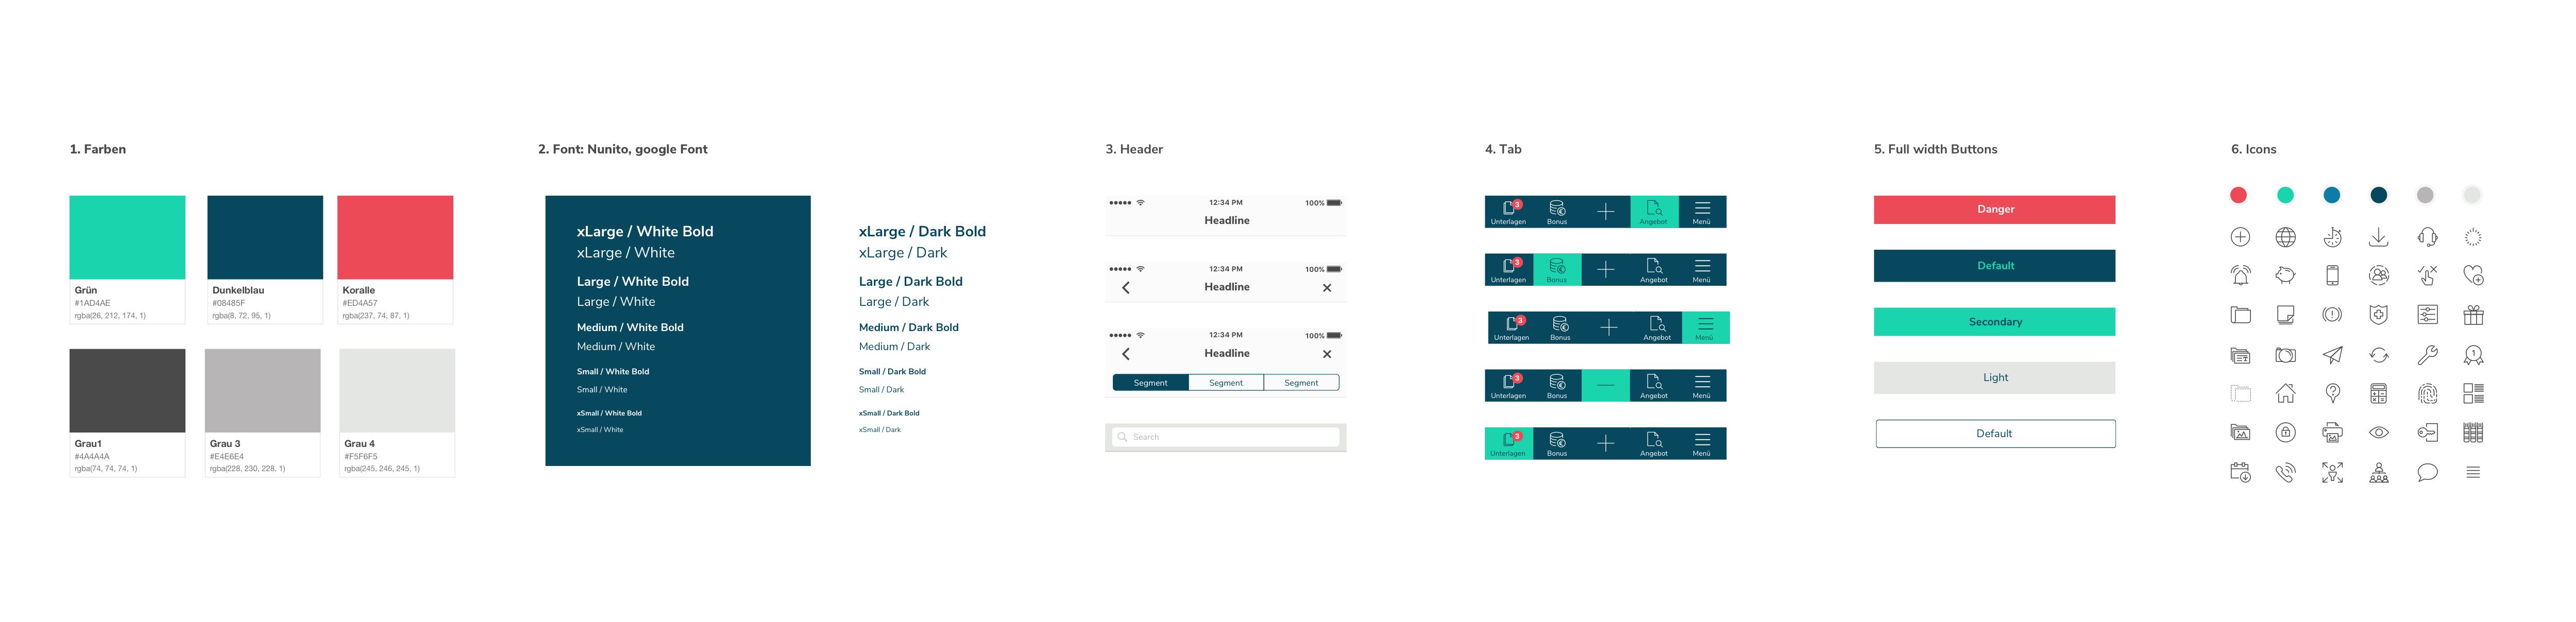 1. Farben
Grün
#1AD4AE
rgba(26, 212, 174, 1)
Dunkelblau
#08485F
rgba(8, 72, 95, 1)
Koralle
#ED4A57
rgba(237, 74, 87, 1)
Grau1
#4A4A4A
rgba(74, 74, 74, 1)
Grau 3
#E4E6E4
rgba(228, 230, 228, 1)
Grau 4
#F5F6F5
rgba(245, 246, 245, 1)
2. Font: Nunito, google Font
xLarge / White Bold
xLarge / White
Large / White Bold
Large / White
Medium / White Bold
Medium / White
Small / White Bold
Small / White
xSmall / White Bold
xSmall / White
xLarge / Dark Bold
xLarge / Dark
Large / Dark Bold
Large / Dark
Medium / Dark Bold
Medium / Dark
Small / Dark Bold
Small / Dark
xSmall / Dark Bold
xSmall / Dark
3. Header
12:34 PM 100%
Headline
12:34 PM 100%
Headline
12:34 PM 100%
Headline
Segment Segment Segment
Search
4. Tab
3
Unterlagen Bonus Angebot Menü
3
Unterlagen Bonus Angebot Menü
3
Unterlagen Bonus Angebot Menü
3
Unterlagen Bonus Angebot Menü
3
Unterlagen Bonus Angebot Menü
5. Full width Buttons
Danger
Default
Secondary
Light
Default
6. Icons
1